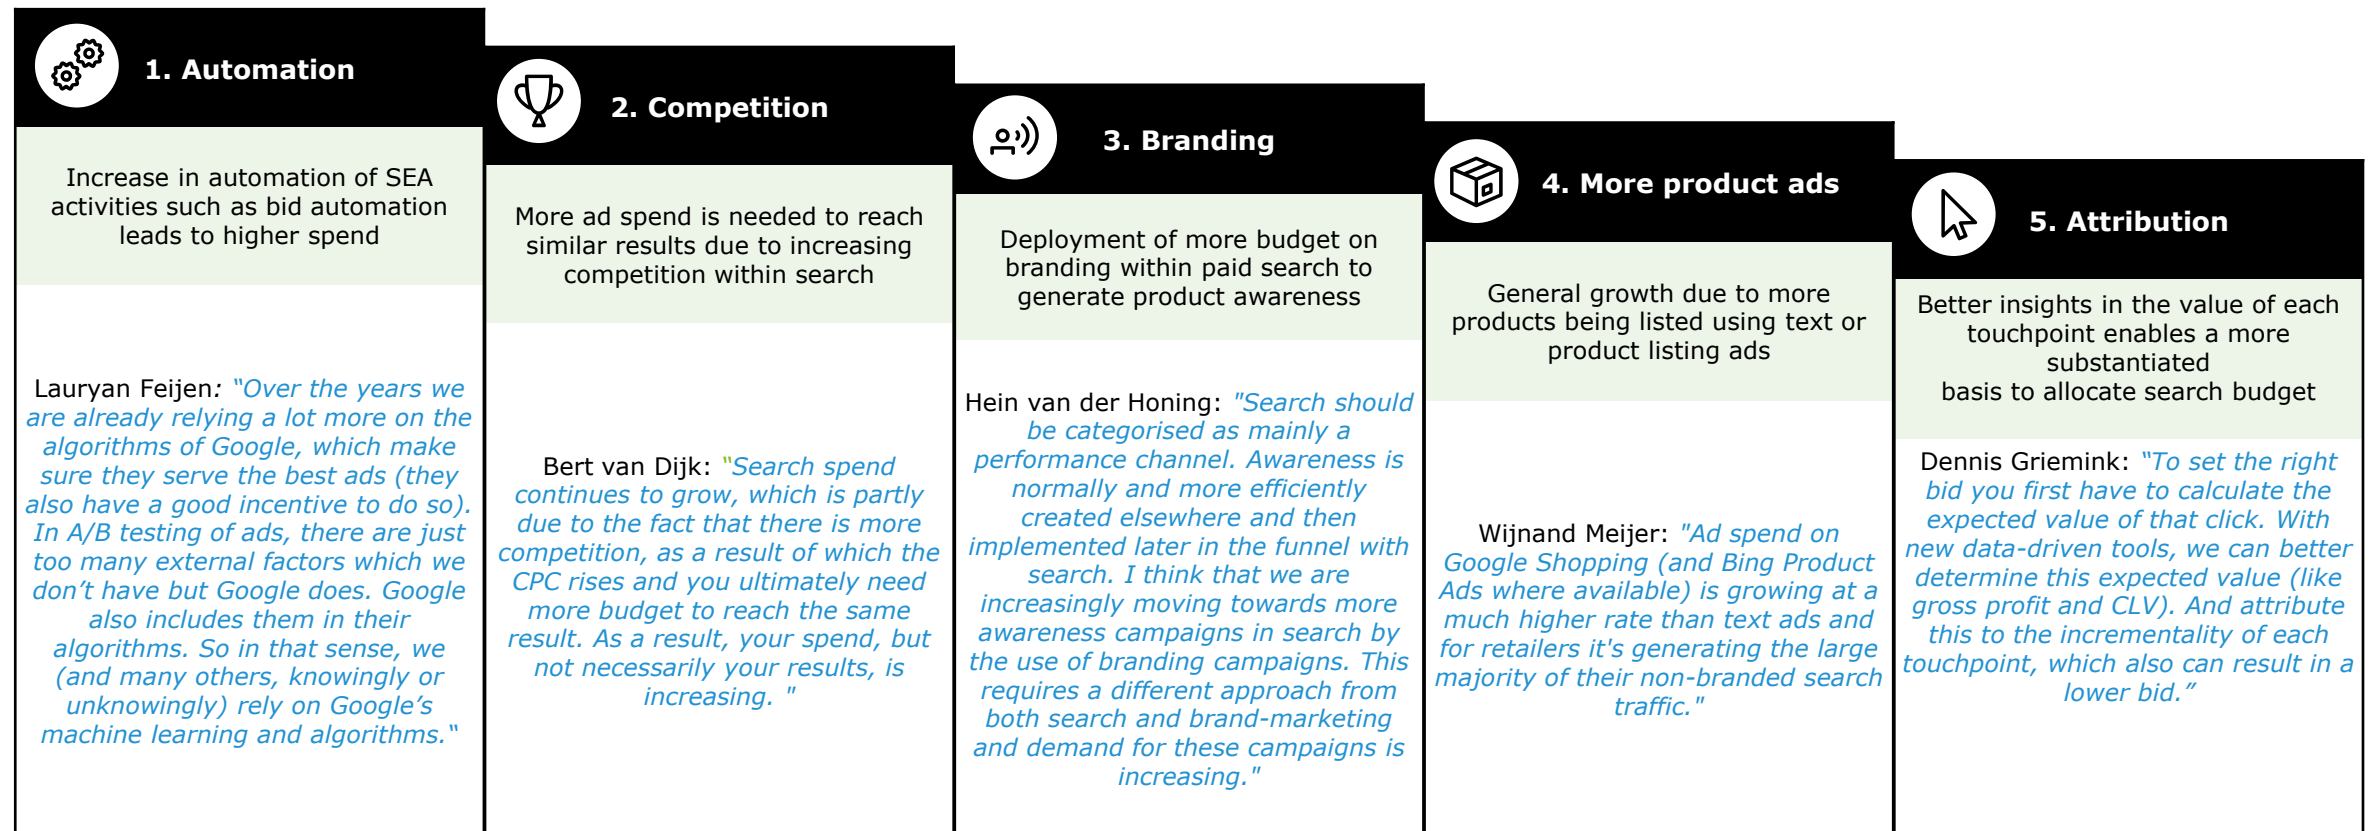 1. Automation
Increase in automation of SEA
activities such as bid automation
leads to higher spend
Lauryan Feijen: “Over the years we
are already relying a lot more on the
algorithms of Google, which make
sure they serve the best ads (they
also have a good incentive to do so).
In A/B testing of ads, there are just
too many external factors which we
don’t have but Google does. Google
also includes them in their
algorithms. So in that sense, we
(and many others, knowingly or
unknowingly) rely on Google’s
machine learning and algorithms.“
2. Competition
More ad spend is needed to reach
similar results due to increasing
competition within search
Bert van Dijk: “Search spend
continues to grow, which is partly
due to the fact that there is more
competition, as a result of which the
CPC rises and you ultimately need
more budget to reach the same
result. As a result, your spend, but
not necessarily your results, is
increasing. "
3. Branding
Deployment of more budget on
branding within paid search to
generate product awareness
Hein van der Honing: "Search should
be categorised as mainly a
performance channel. Awareness is
normally and more efficiently
created elsewhere and then
implemented later in the funnel with
search. I think that we are
increasingly moving towards more
awareness campaigns in search by
the use of branding campaigns. This
requires a different approach from
both search and brand-marketing
and demand for these campaigns is
increasing."
4. More product ads
General growth due to more
products being listed using text or
product listing ads
Wijnand Meijer: "Ad spend on
Google Shopping (and Bing Product
Ads where available) is growing at a
much higher rate than text ads and
for retailers it's generating the large
majority of their non-branded search
traffic."
5. Attribution
Better insights in the value of each
touchpoint enables a more
substantiated
basis to allocate search budget
Dennis Griemink: “To set the right
bid you first have to calculate the
expected value of that click. With
new data-driven tools, we can better
determine this expected value (like
gross profit and CLV). And attribute
this to the incrementality of each
touchpoint, which also can result in a
lower bid.”